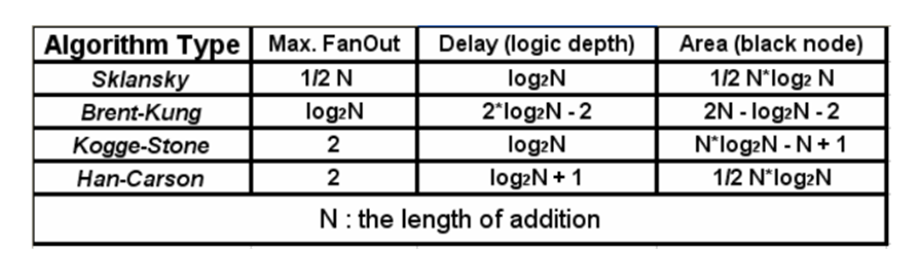 Algorithm Type Max. FanOut Delay (logic depth) Area (black node)
Sklansky 1/2 N log₂N 1/2 N*log₂ N
Brent-Kung log₂N 2*log₂N - 2 2N - log₂N - 2
Kogge-Stone 2 log₂N N*log₂N - N + 1
Han-Carson 2 log₂N + 1 1/2 N*log₂N
N : the length of addition